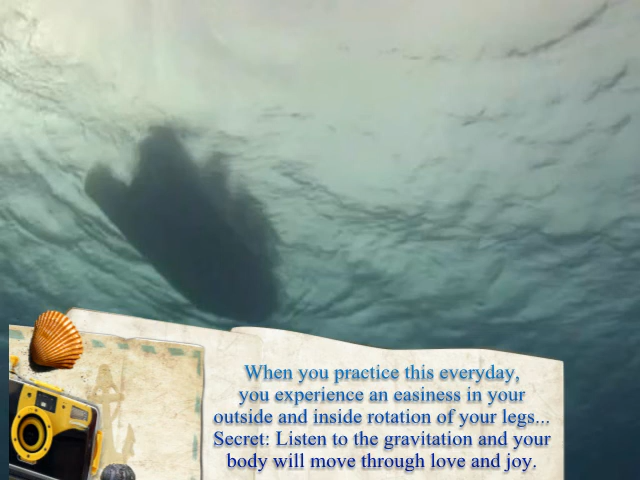 When you practice this everyday,
you experience an easiness in your
outside and inside rotation of your legs...
Secret: Listen to the gravitation and your
body will move through love and joy.